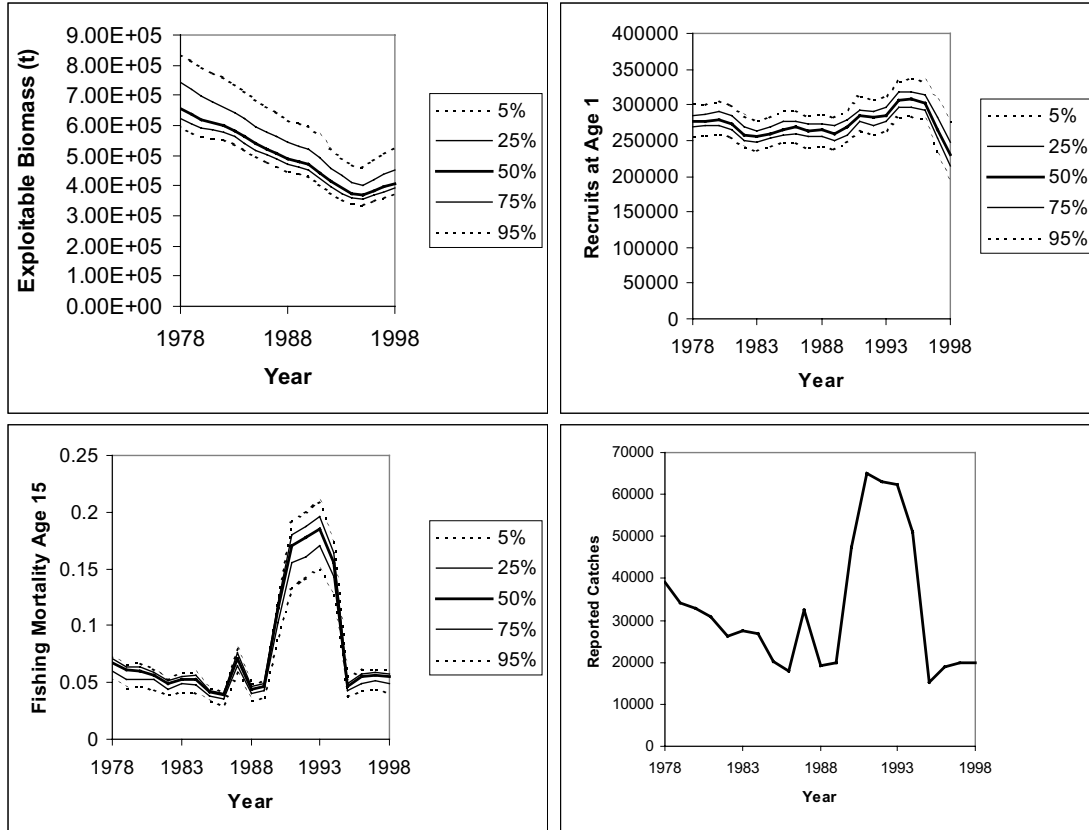 9.00E+05
8.00E+05
7.00E+05
6.00E+05
5.00E+05
4.00E+05
3.00E+05
2.00E+05
1.00E+05
0.00E+00
Exploitable Biomass (t)
1978 1988 1998
Year
5%
25%
50%
75%
95%
400000
350000
300000
250000
200000
150000
100000
50000
0
Recruits at Age 1
1978 1983 1988 1993 1998
Year
5%
25%
50%
75%
95%
0.25
0.2
0.15
0.1
0.05
0
Fishing Mortality Age 15
1978 1983 1988 1993 1998
Year
5%
25%
50%
75%
95%
70000
60000
50000
40000
30000
20000
10000
0
Reported Catches
1978 1983 1988 1993 1998
Year